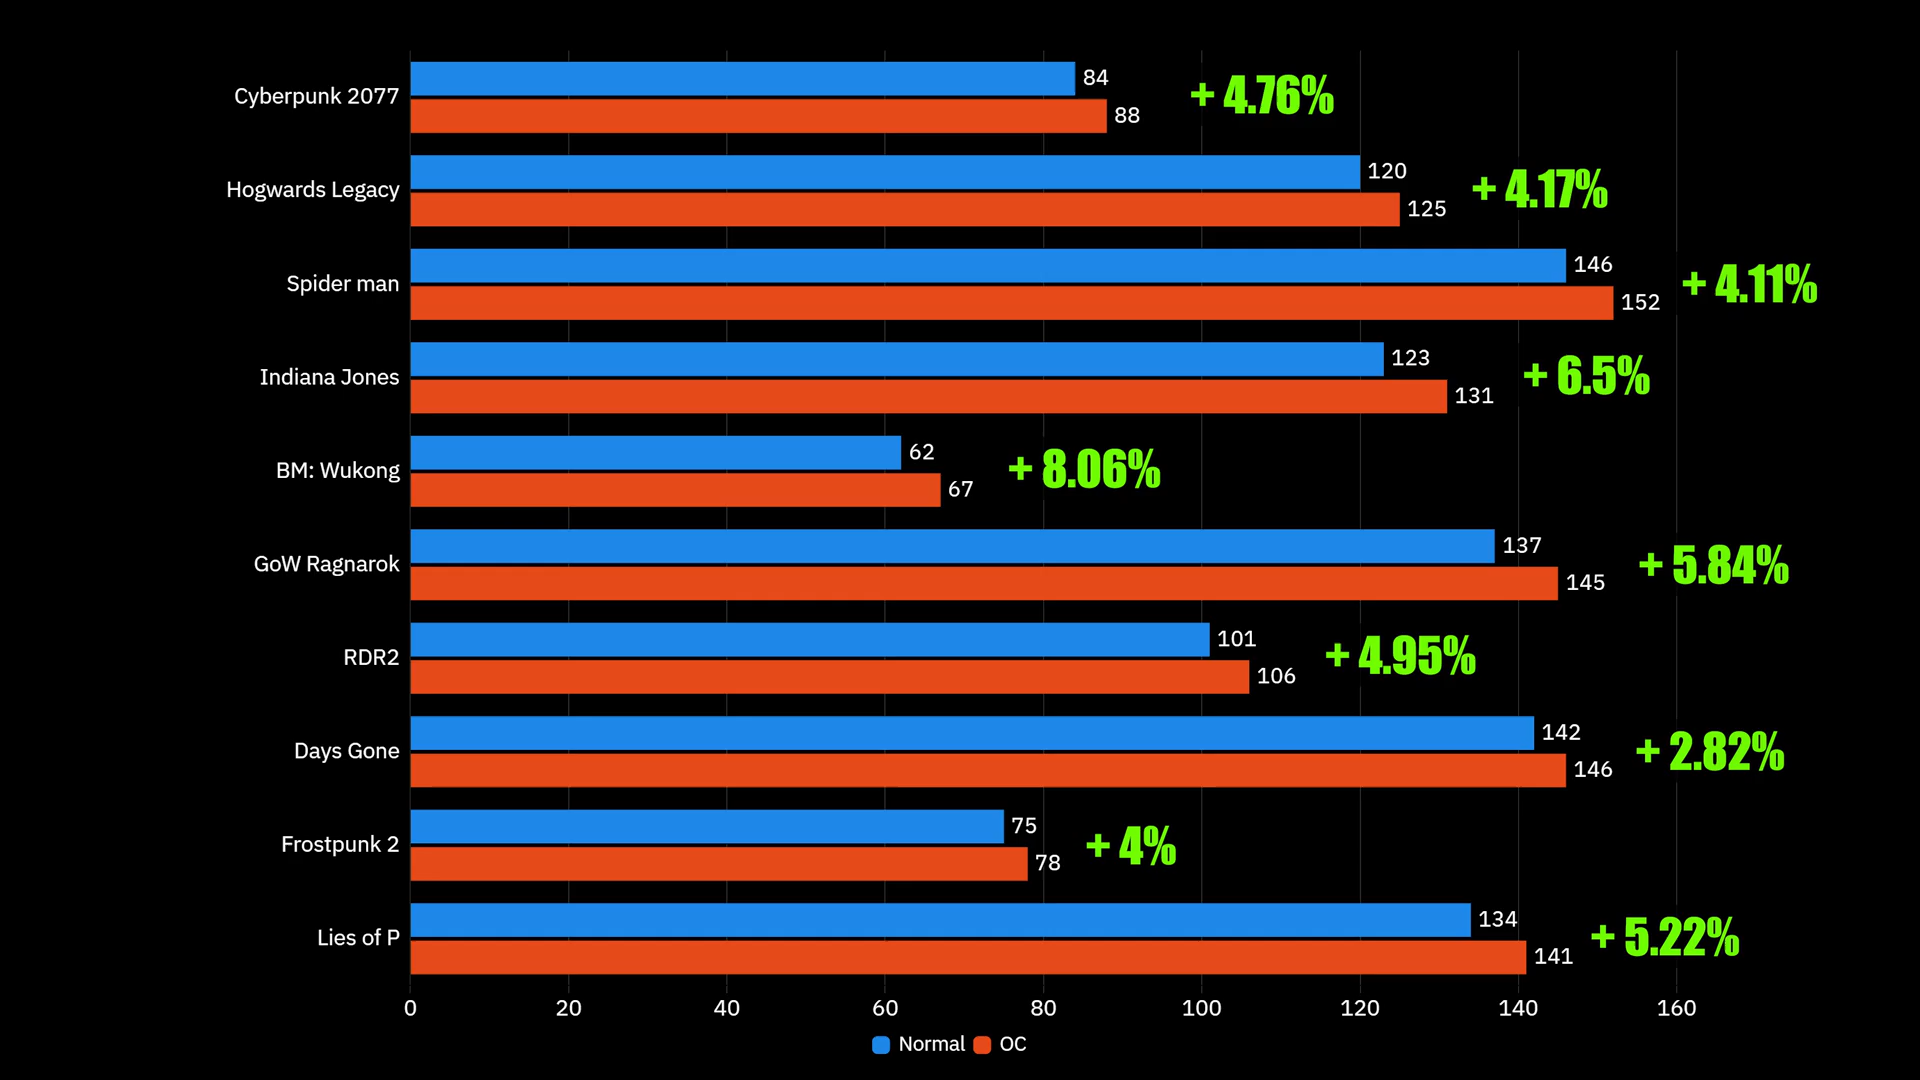 Cyberpunk 2077
84
88
+ 4.76%
Hogwards Legacy
120
125
+ 4.17%
Spider man
146
152
+ 4.11%
Indiana Jones
123
131
+ 6.5%
BM: Wukong
62
67
+ 8.06%
GoW Ragnarok
137
145
+ 5.84%
RDR2
101
106
+ 4.95%
Days Gone
142
146
+ 2.82%
Frostpunk 2
75
78
+ 4%
Lies of P
134
141
+ 5.22%
0 20 40 60 80 100 120 140 160
Normal OC